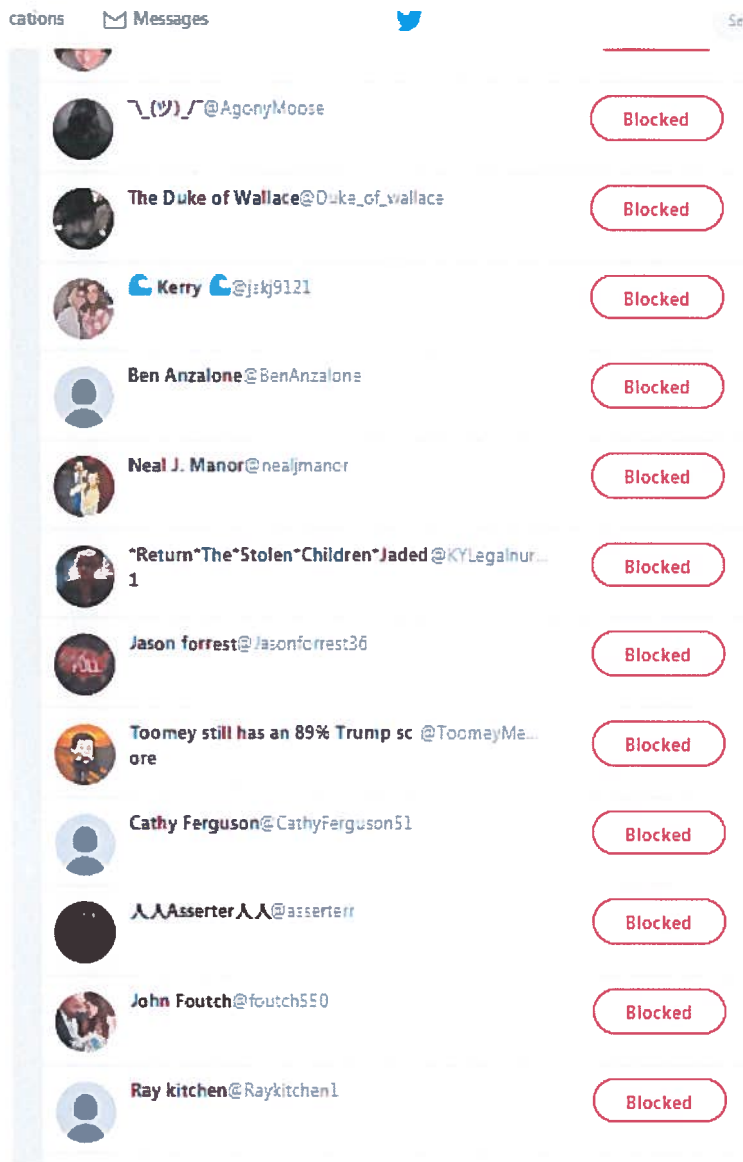 cations Messages Se
¯\_(ツ)_/¯@AgonyMoose Blocked
The Duke of Wallace@Duke_of_wallace Blocked
🌊 Kerry 🌊@jskj9121 Blocked
Ben Anzalone@BenAnzalone Blocked
Neal J. Manor@nealjmanor Blocked
*Return*The*Stolen*Children*Jaded @KYLegalnur...
1
Blocked
Jason forrest@Jasonforrest36 Blocked
Toomey still has an 89% Trump sc @ToomeyMe...
ore
Blocked
Cathy Ferguson@CathyFerguson51 Blocked
人人Asserter人人@asserterr Blocked
John Foutch@foutch550 Blocked
Ray kitchen@Raykitchen1 Blocked